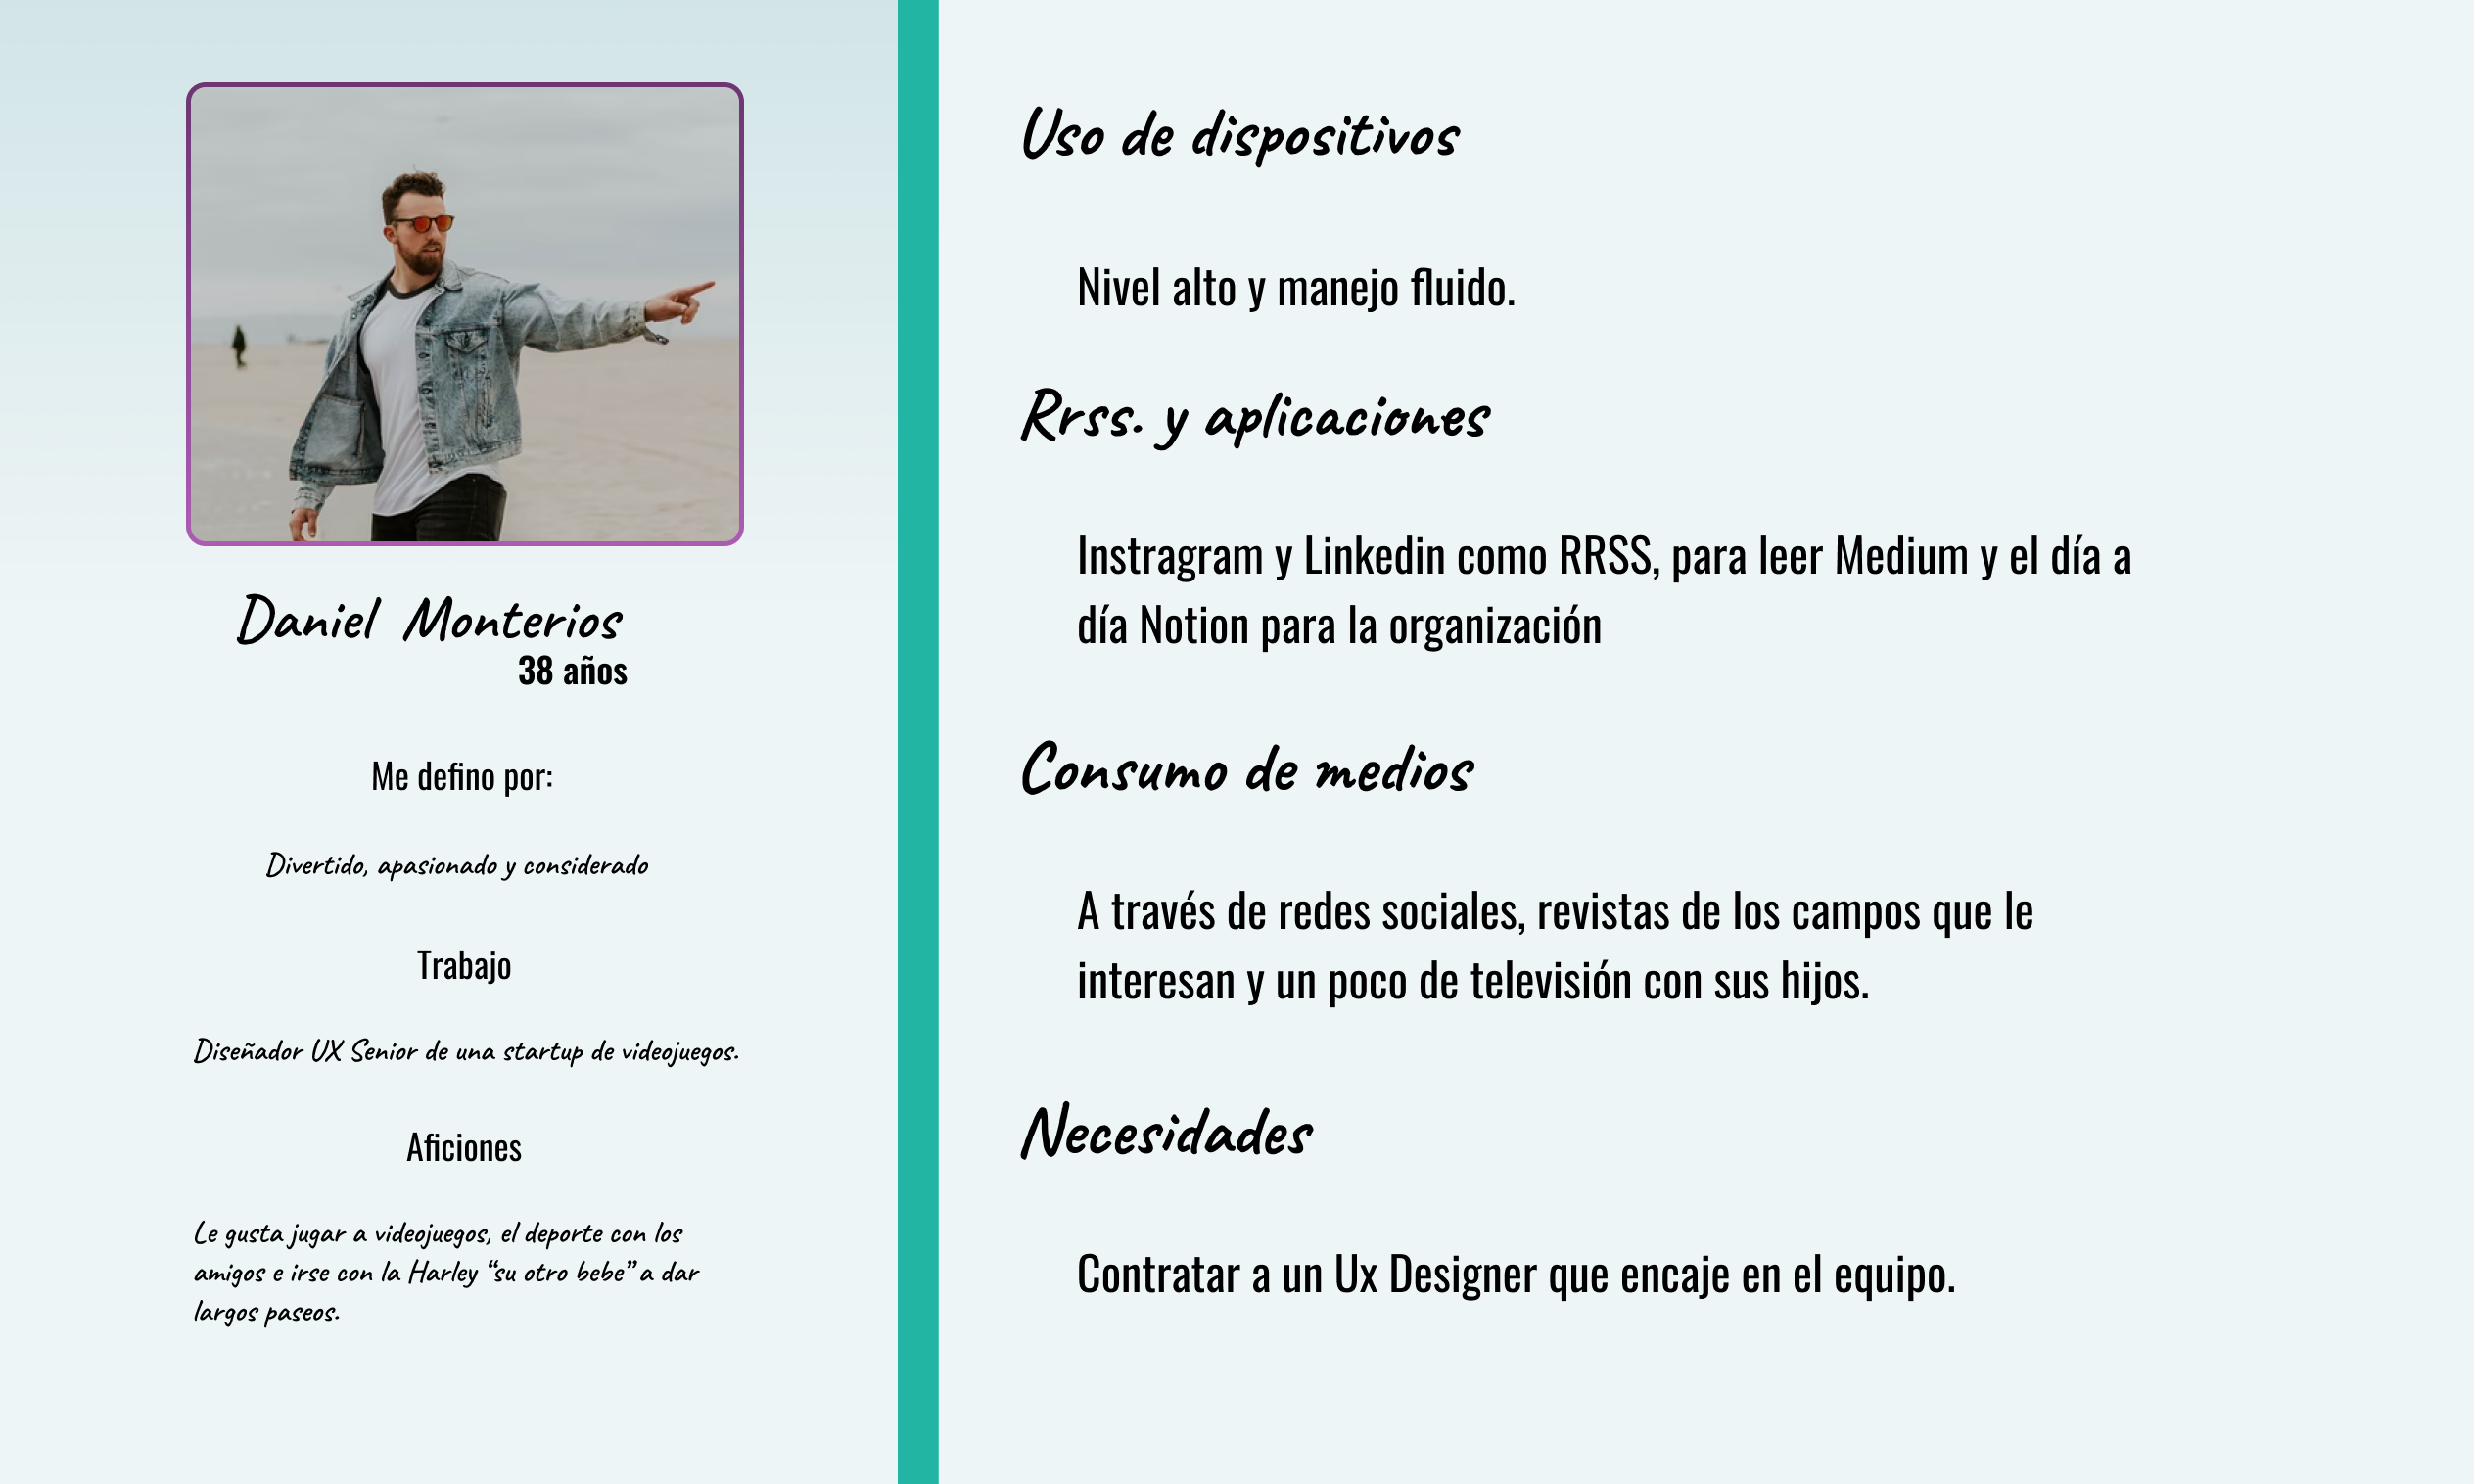 Daniel Monterios
38 años
Me defino por:
Divertido, apasionado y considerado
Trabajo
Diseñador UX Senior de una startup de videojuegos.
Aficiones
Le gusta jugar a videojuegos, el deporte con los
amigos e irse con la Harley “su otro bebe” a dar
largos paseos.
Uso de dispositivos
Nivel alto y manejo fluido.
Rrss. y aplicaciones
Instragram y Linkedin como RRSS, para leer Medium y el día a
día Notion para la organización
Consumo de medios
A través de redes sociales, revistas de los campos que le
interesan y un poco de televisión con sus hijos.
Necesidades
Contratar a un Ux Designer que encaje en el equipo.